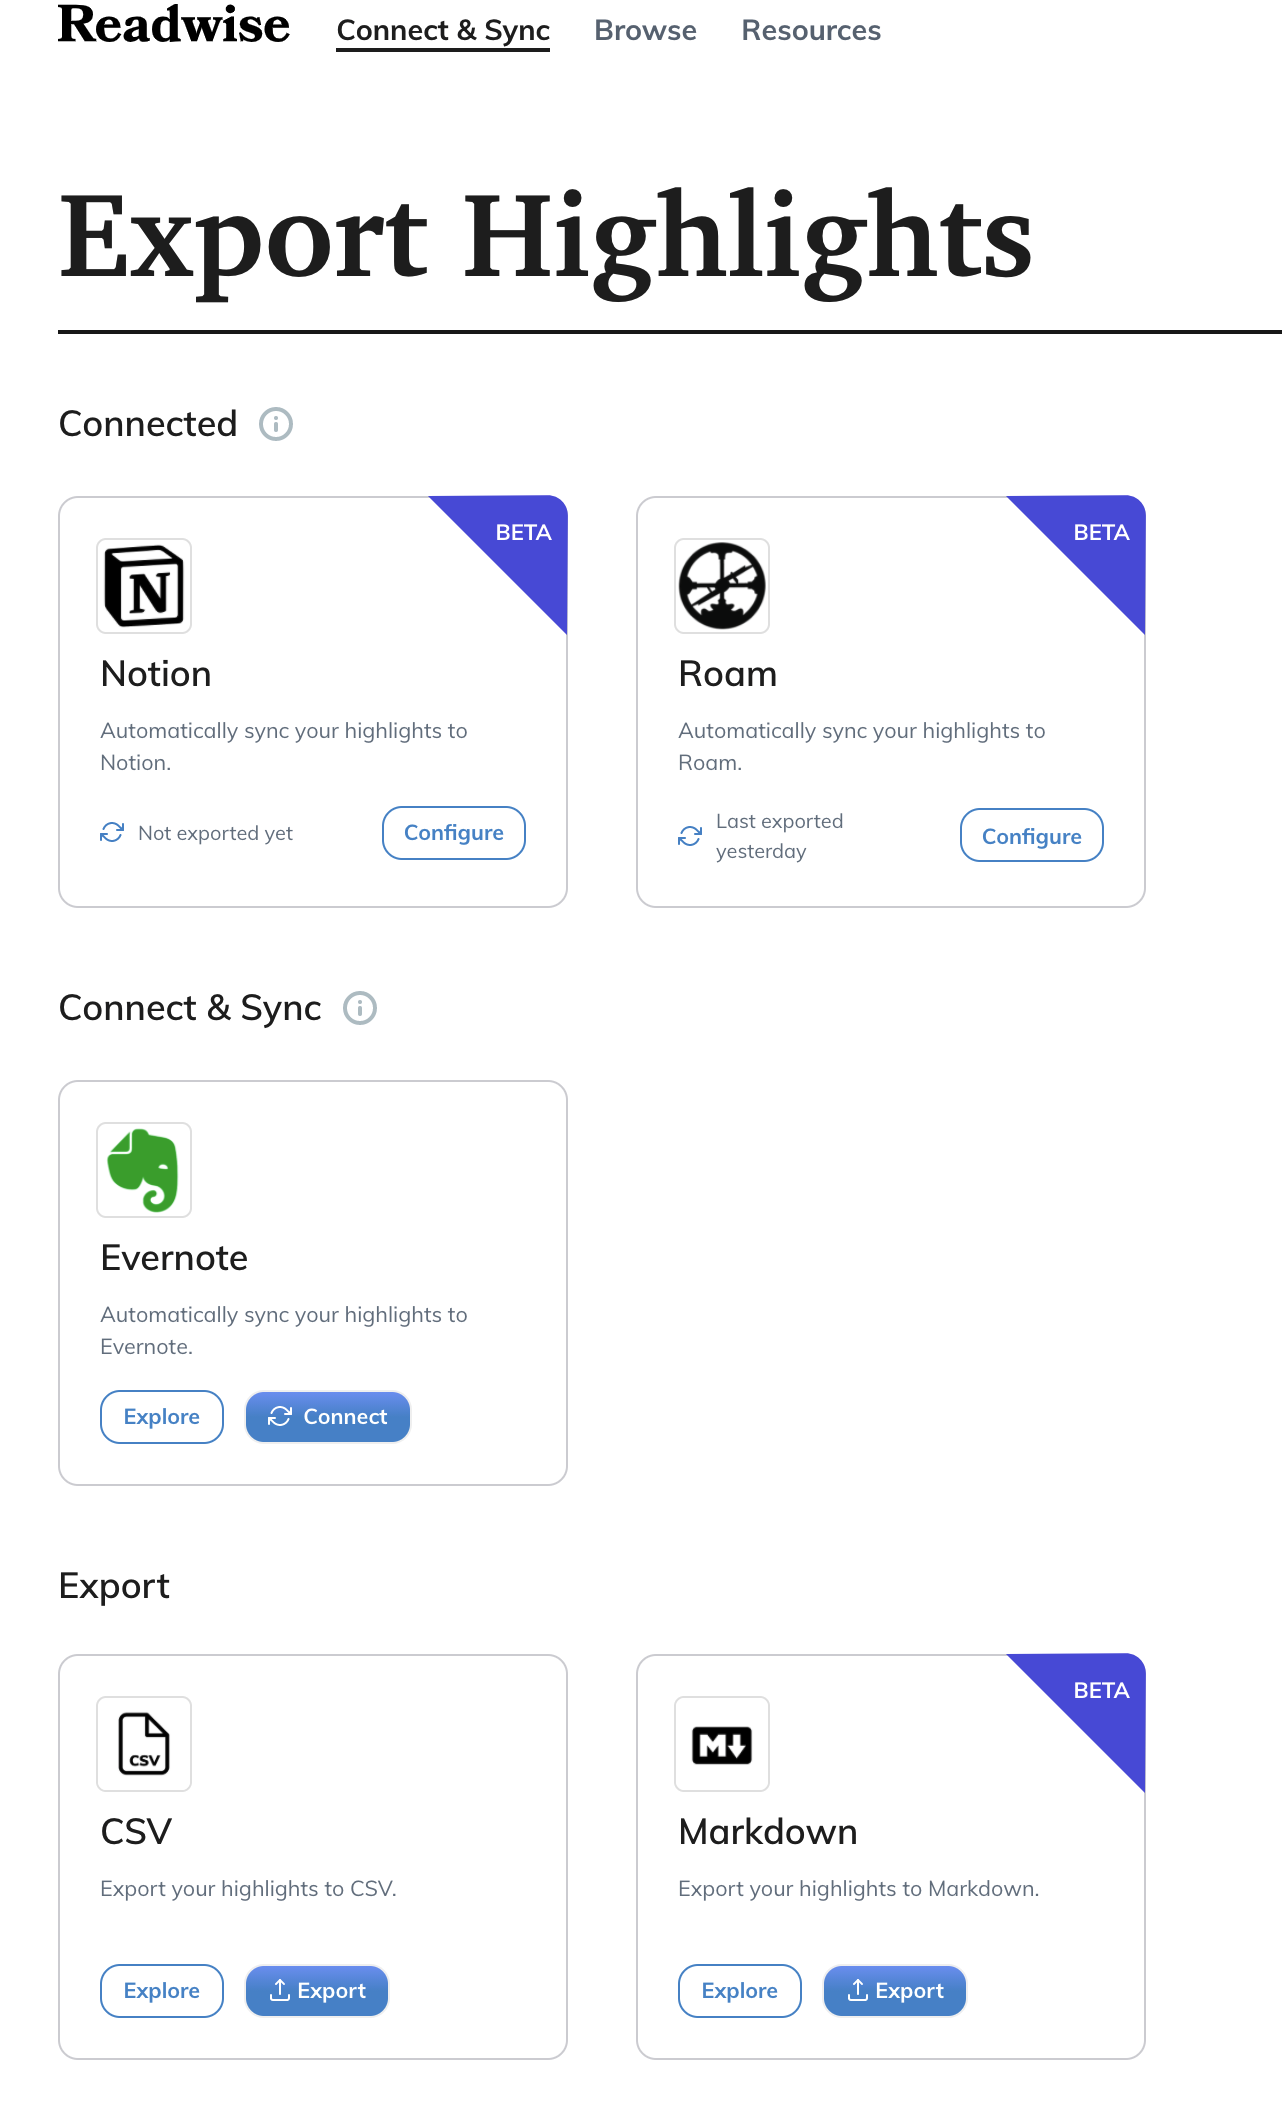 Readwise Connect & Sync Browse Resources
Export Highlights
Connected
BETA
N
Notion
Automatically sync your highlights to
Notion.
Not exported yet
Configure
BETA
Roam
Automatically sync your highlights to
Roam.
Last exported
yesterday
Configure
Connect & Sync
Evernote
Automatically sync your highlights to
Evernote.
Explore
Connect
Export
CSV
CSV
Export your highlights to CSV.
Explore
Export
BETA
M
Markdown
Export your highlights to Markdown.
Explore
Export